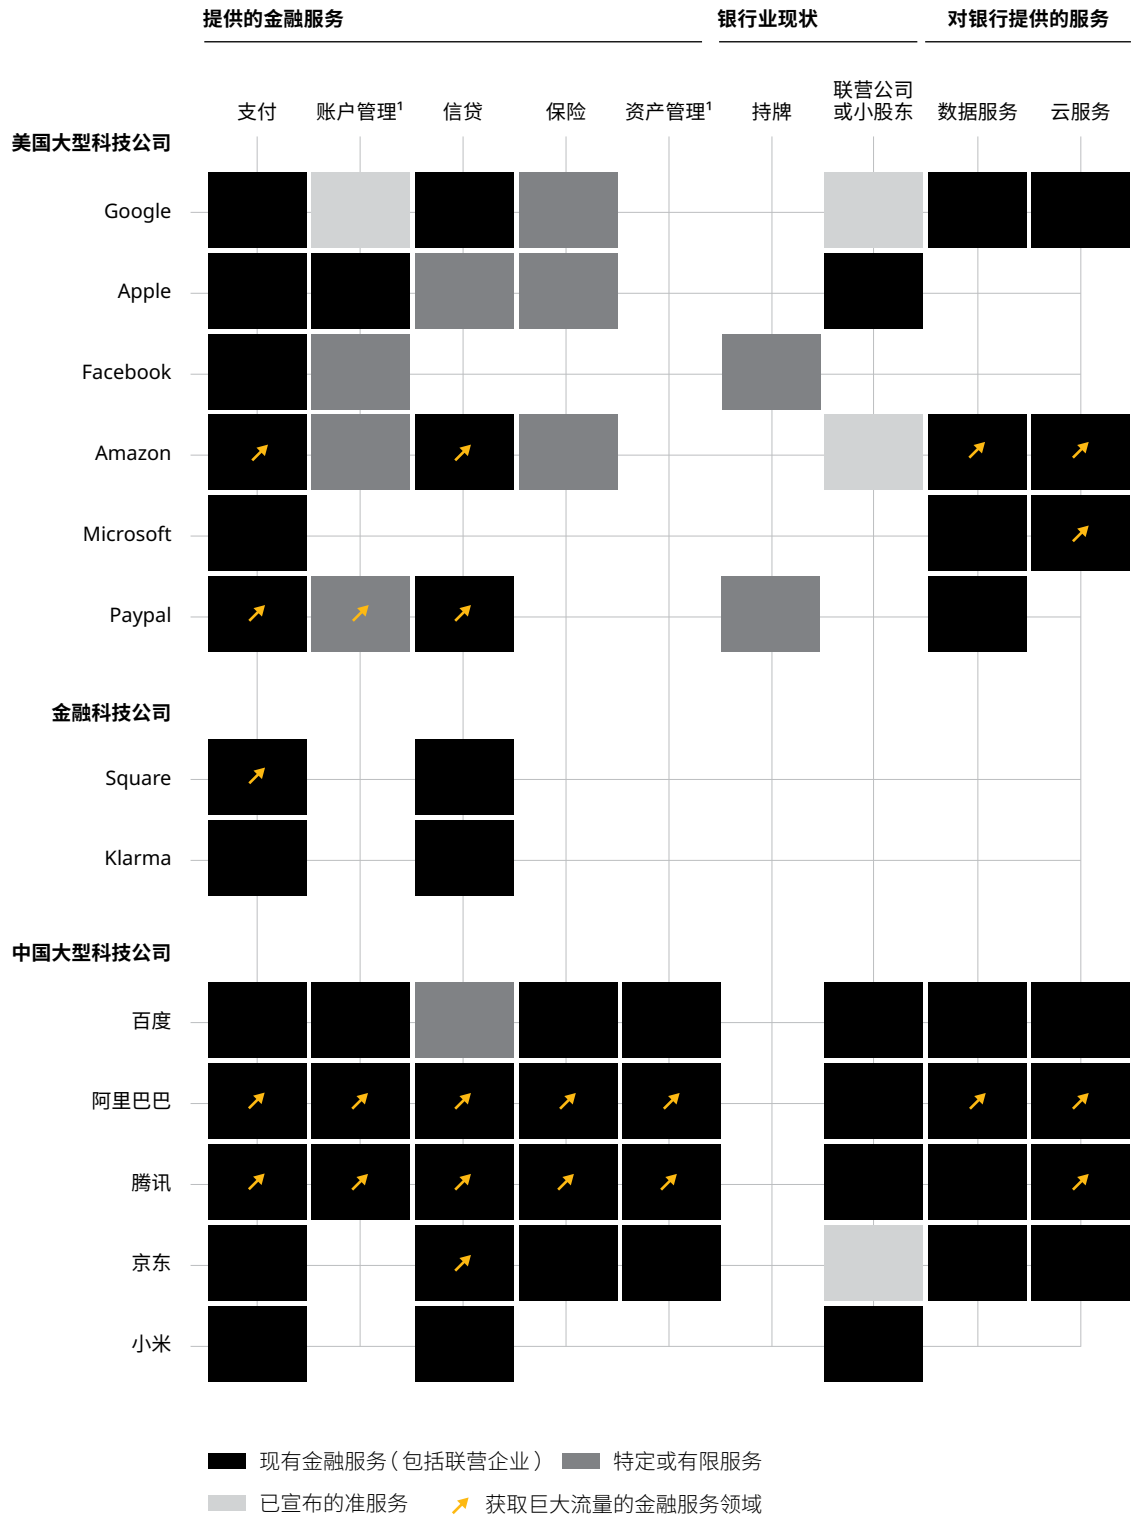 提供的金融服务
银行业现状
对银行提供的服务
支付
账户管理¹
信贷
保险
资产管理¹
持牌
联营公司
或小股东
数据服务
云服务
美国大型科技公司
Google
Apple
Facebook
Amazon
Microsoft
Paypal
金融科技公司
Square
Klarma
中国大型科技公司
百度
阿里巴巴
腾讯
京东
小米
现有金融服务（包括联营企业）
特定或有限服务
已宣布的准服务
获取巨大流量的金融服务领域